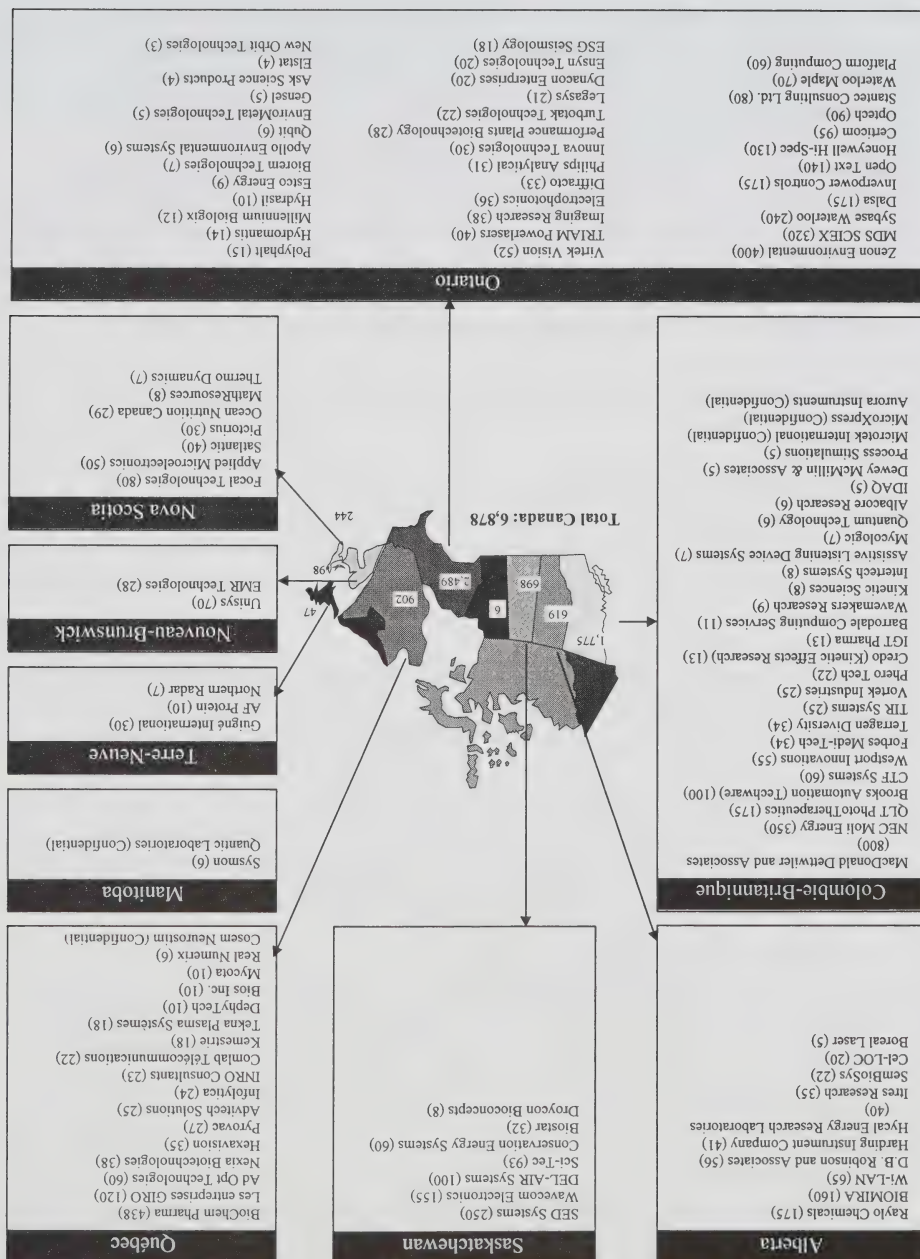 Alberta
Raylo Chemicals (175)
BIOMIRA (160)
Wi-LAN (65)
D.B. Robinson and Associates (56)
Harding Instrument Company (41)
Hycal Energy Research Laboratories
(40)
Itres Research (35)
SemBioSys (22)
Cel-LOC (20)
Boreal Laser (5)
Saskatchewan
SED Systems (250)
Wavecom Electronics (155)
DEL-AIR Systems (100)
Sci-Tec (93)
Conservation Energy Systems (60)
Biostar (32)
Droycon Bioconcepts (8)
Québec
BioChem Pharma (438)
Les entreprises GIRO (120)
Ad Opt Technologies (60)
Nexia Biotechnologies (38)
Hexavision (35)
Pyrovac (27)
Advitech Solutions (25)
Infolytica (24)
INRO Consultants (23)
Comlab Télécommunications (22)
Kemestrie (18)
Tekna Plasma Systèmes (18)
DephyTech (10)
Bios Inc. (10)
Mycota (10)
Real Numerix (6)
Cosem Neurostim (Confidential)
Colombie-Britannique
MacDonald Dettwiler and Associates
(800)
NEC Moli Energy (350)
QLT PhotoTherapeutics (175)
Brooks Automation (Techware) (100)
CTF Systems (60)
Westport Innovations (55)
Forbes Medi-Tech (34)
Terragen Diversity (34)
TIR Systems (25)
Vortek Industries (25)
Phero Tech (22)
Credo (Kinetic Effects Research) (13)
IGT Pharma (13)
Barrodale Computing Services (11)
Wavemakers Research (9)
Kinetic Sciences (8)
Intertech Systems (8)
Assistive Listening Device Systems (7)
Mycologic (7)
Quantum Technology (6)
Albacore Research (6)
IDAQ (5)
Dewey McMillin & Associates (5)
Process Stimulations (5)
Microtek International (Confidential)
MicroXpress (Confidential)
Aurora Instruments (Confidential)
1,775
619
698
6
2,489
902
47
98
244
Total Canada: 6,878
Manitoba
Sysmon (6)
Quantic Laboratories (Confidential)
Terre-Neuve
Guigné International (30)
AF Protein (10)
Northern Radar (7)
Nouveau-Brunswick
Unisys (70)
EMR Technologies (28)
Nova Scotia
Focal Technologies (80)
Applied Microelectronics (50)
Satlantic (40)
Pictorius (30)
Ocean Nutrition Canada (29)
MathResources (8)
Thermo Dynamics (7)
Ontario
Zenon Environmental (400)
MDS SCIEX (320)
Sybase Waterloo (240)
Dalsa (175)
Inverpower Controls (175)
Open Text (140)
Honeywell Hi-Spec (130)
Certicom (95)
Optech (90)
Stantec Consulting Ltd. (80)
Waterloo Maple (70)
Platform Computing (60)
Virtek Vision (52)
TRIAM Powerlasers (40)
Imaging Research (38)
Electrophotonics (36)
Diffracto (33)
Philips Analytical (31)
Innova Technologies (30)
Performance Plants Biotechnology (28)
Turbotak Technologies (22)
Legasys (21)
Dynacon Enterprises (20)
Ensyn Technologies (20)
ESG Seismology (18)
Polyphalt (15)
Hydromantis (14)
Millennium Biologix (12)
Hydrasil (10)
Estco Energy (9)
Biorem Technologies (7)
Apollo Environmental Systems (6)
Qubit (6)
EnviroMetal Technologies (5)
Gensel (5)
Ask Science Products (4)
Elstat (4)
New Orbit Technologies (3)